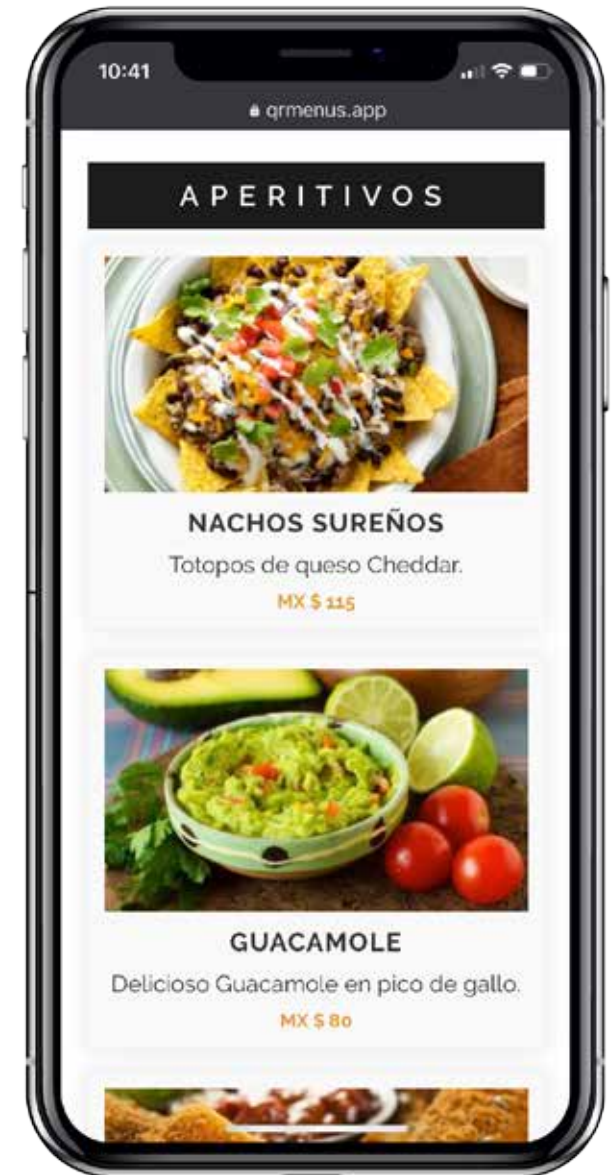 10:41
qrmenus.app
APERITIVOS
NACHOS SUREÑOS
Totopos de queso Cheddar.
MX $ 115
GUACAMOLE
Delicioso Guacamole en pico de gallo.
MX $ 80